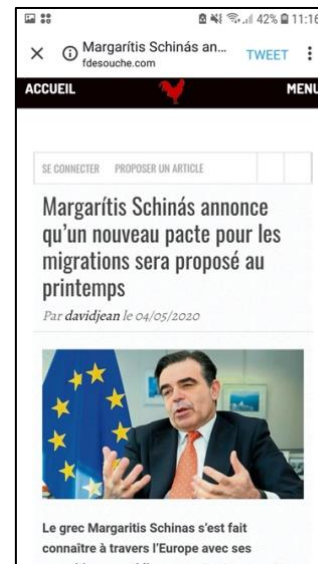 42% 11:16
Margarítis Schinás an...
fdesouche.com
TWEET
ACCUEIL
MENU
SE CONNECTER
PROPOSER UN ARTICLE
Margarítis Schinás annonce
qu'un nouveau pacte pour les
migrations sera proposé au
printemps
Par davidjean le 04/05/2020
Le grec Margaritis Schinas s'est fait
connaître à travers l'Europe avec ses